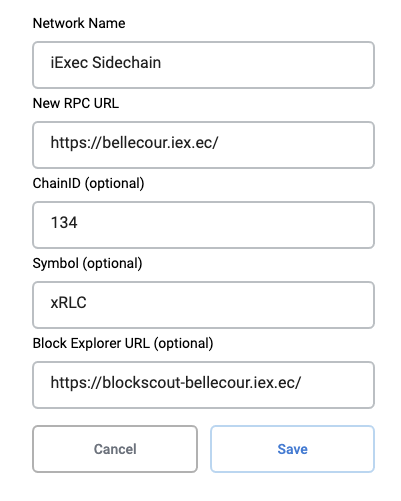 Network Name
iExec Sidechain
New RPC URL
https://bellecour.iex.ec/
ChainID (optional)
134
Symbol (optional)
xRLC
Block Explorer URL (optional)
https://blockscout-bellecour.iex.ec/
Cancel Save